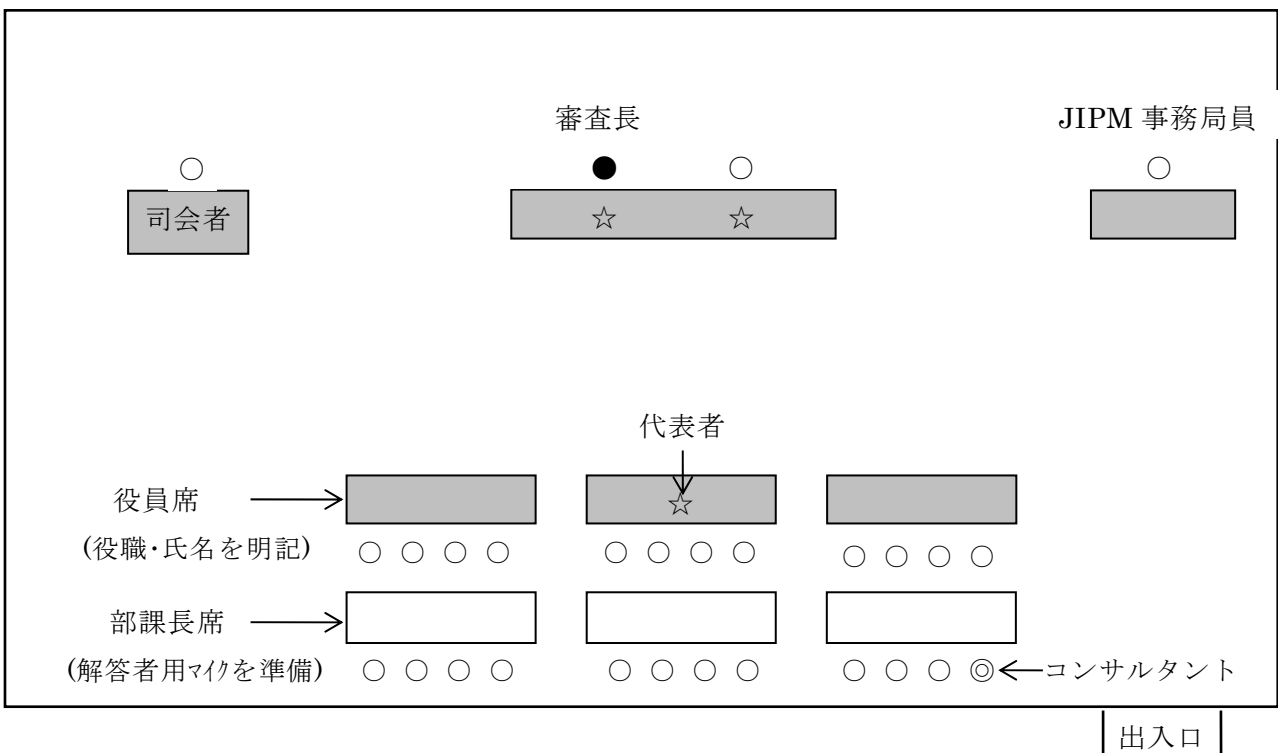 審査長
JIPM 事務局員
○
●
○
○
司会者
☆
☆
代表者
役員席
☆
(役職・氏名を明記)
○ ○ ○ ○
○ ○ ○ ○
○ ○ ○ ○
部課長席
(解答者用マイクを準備)
○ ○ ○ ○
○ ○ ○ ○
○ ○ ○ ◎
コンサルタント
出入口